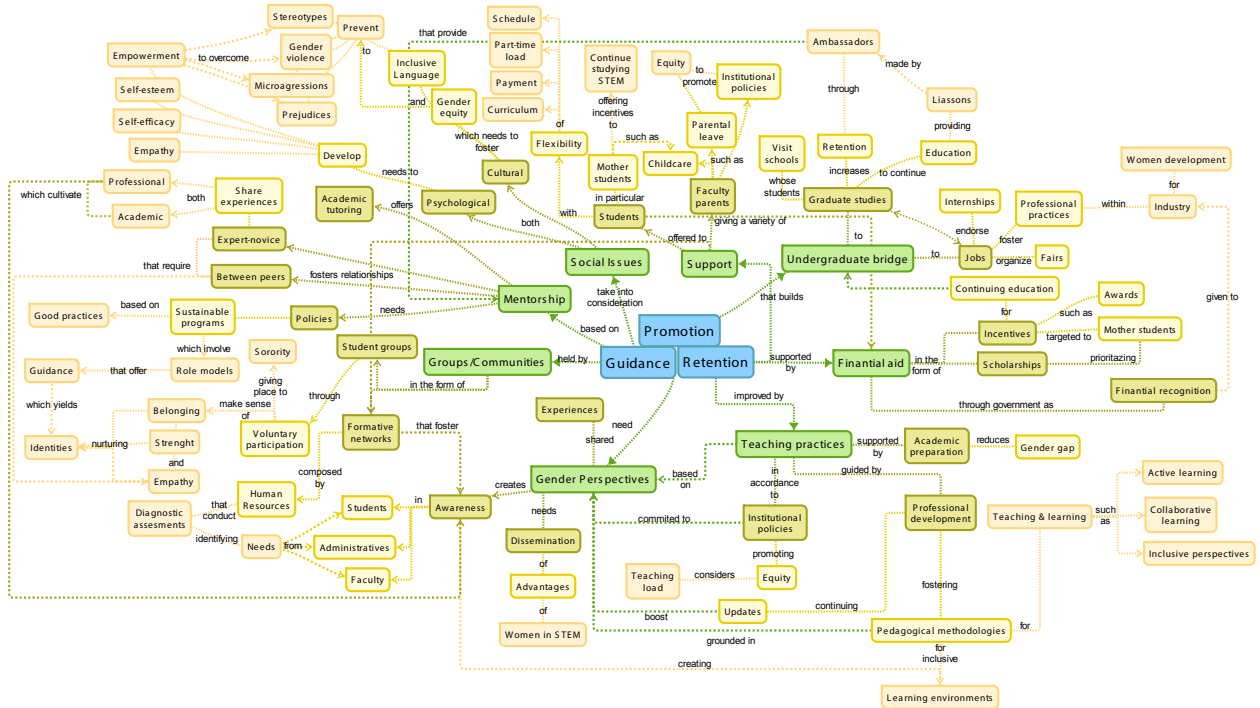 Stereotypes
Schedule
Prevent
that provide
Ambassadors
Empowerment
to overcome
Gender
violence
to
Inclusive
Language
Part-time
load
Continue
studying
STEM
Equity
to
promote
Institutional
policies
made by
Self-esteem
Microagressions
Payment
Liassons
Prejudices
and
Gender
equity
Curriculum
offering
incentives
to
through
Self-efficacy
of
Parental
leave
providing
which needs to
foster
Flexibility
such as
Visit
schools
Retention
Education
Empathy
Develop
Cultural
Mother
students
Childcare
such as
whose
students
increases
to continue
Women development
for
Professional
which cultivate
both
Share
experiences
needs to
Academic
tutoring
offers
Psychological
in particular
Faculty
parents
Graduate studies
Internships
Professional
practices
within
Industry
Academic
both
with
Students
giving a variety of
endorse
foster
Expert-novice
offered to
to
Jobs
organize
Fairs
that require
Between peers
fosters relationships
Social Issues
Support
Undergraduate bridge
to
Mentorship
take into
consideration
that builds
Continuing education
given to
Good practices
based on
Sustainable
programs
Policies
needs
based on
for
Awards
such as
Promotion
Incentives
targeted to
Mother students
which involve
Sororit​y
Student groups
Groups/Communities
held by
Guidance
Retention
supported
by
Finantial aid
in the
form of
Scholarships
prioritazing
Guidance
that offer
Role models
giving
place to
in the form of
Finantial recognition
which yields
through
improved by
through government as
Belonging
make sense
of
Experiences
need
Identities
nurturing
Strenght
Voluntary
participation
Formative
networks
that foster
shared
Teaching practices
supported
by
Academic
preparation
reduces
Gender gap
and
Empathy
composed
by
Gender Perspectives
based
on
in
accordance
to
guided by
Active learning
Diagnostic
assesments
that
conduct
Human
Resources
creates
Students
in
Awareness
needs
commited to
Institutional
policies
Professional
development
Teaching & learning
such
as
Collaborative
learning
identifying
Needs
from
Administratives
Dissemination
promoting
Inclusive perspectives
Faculty
of
Advantages
Teaching
load
considers
Equity
fostering
of
boost
Updates
continuing
Women in STEM
grounded in
Pedagogical methodologies
for
for
inclusive
creating
Learning environments